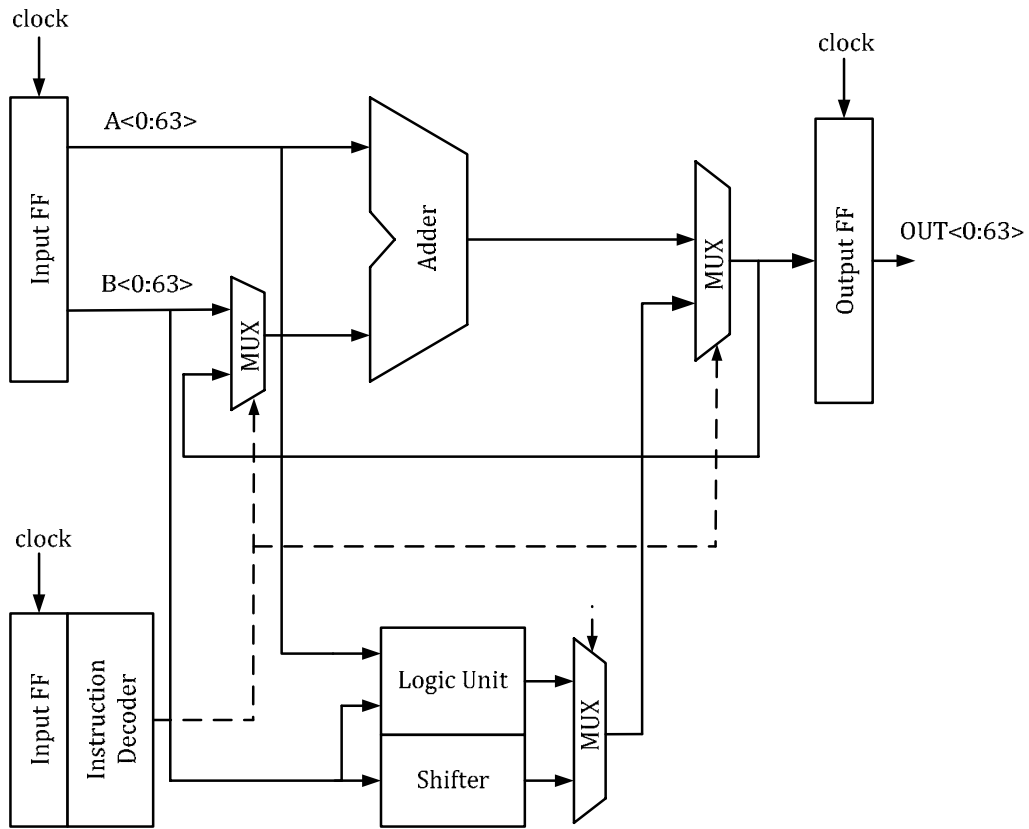 clock
clock
A<0:63>
Input FF
Adder
MUX
Output FF
OUT<0:63>
B<0:63>
MUX
clock
Input FF
Instruction
Decoder
Logic Unit
MUX
Shifter